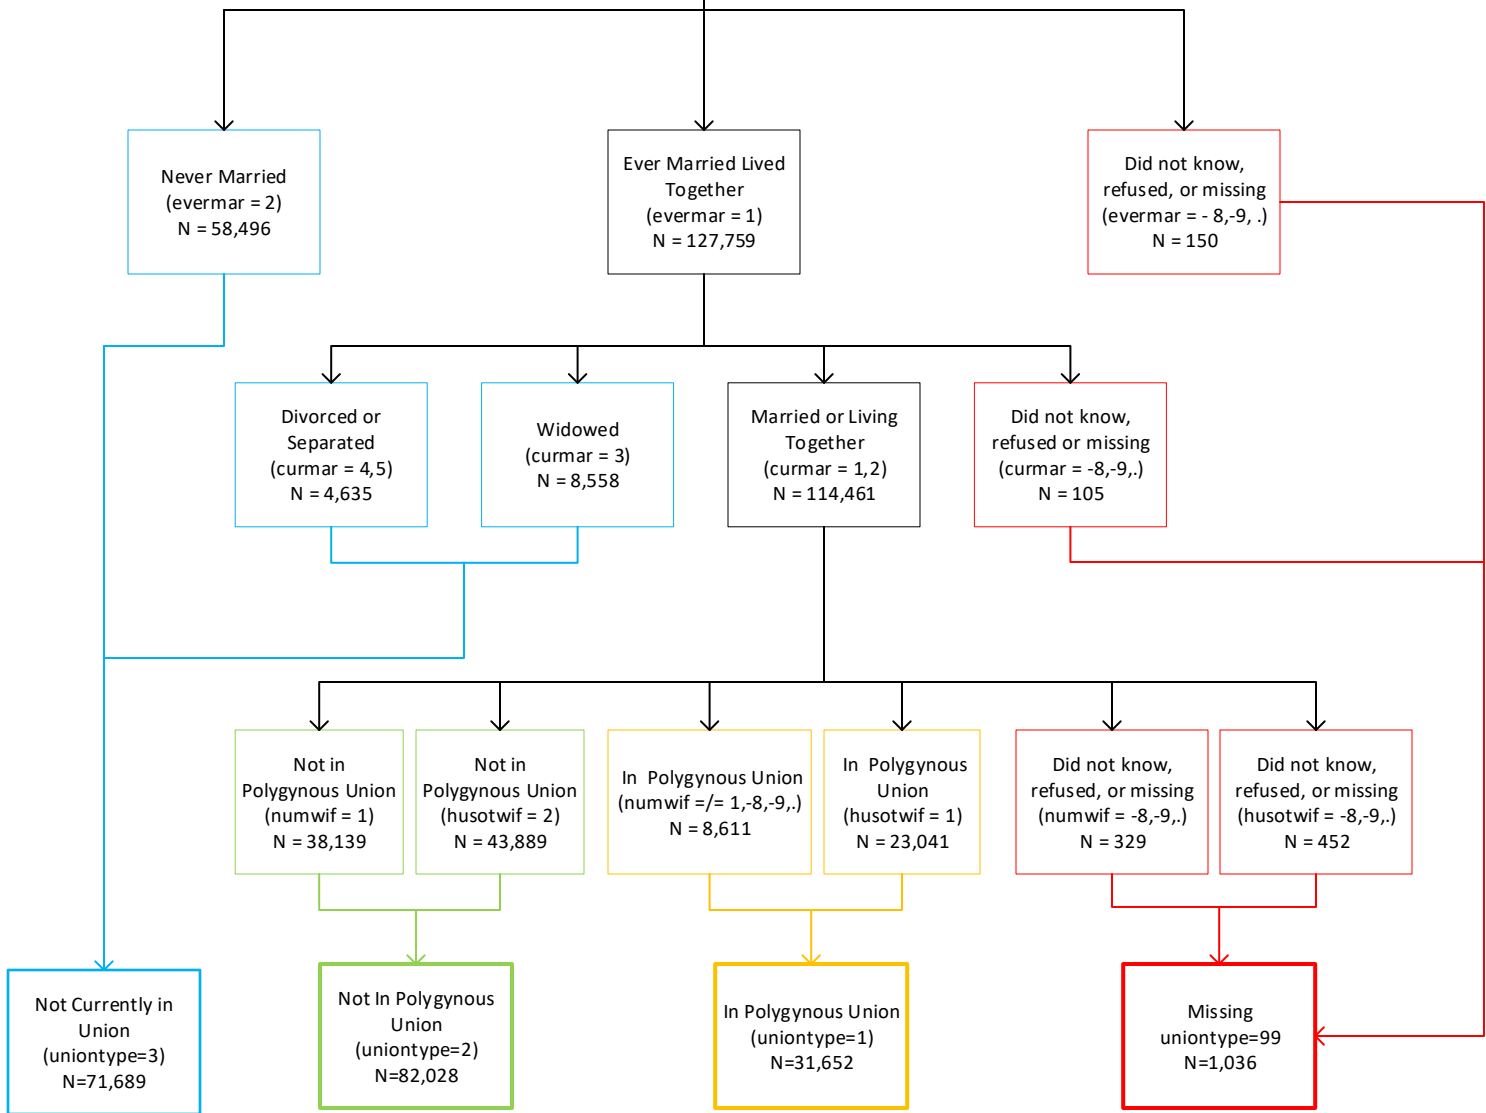 Never Married
(evermar = 2)
N = 58,496
Ever Married Lived
Together
(evermar = 1)
N = 127,759
Did not know,
refused, or missing
(evermar = - 8,-9, .)
N = 150
Divorced or
Separated
(curmar = 4,5)
N = 4,635
Widowed
(curmar = 3)
N = 8,558
Married or Living
Together
(curmar = 1,2)
N = 114,461
Did not know,
refused or missing
(curmar = -8,-9,.)
N = 105
Not in
Polygynous Union
(numwif = 1)
N = 38,139
Not in
Polygynous Union
(husotwif = 2)
N = 43,889
In Polygynous Union
(numwif =/= 1,-8,-9,.)
N = 8,611
In Polygynous
Union
(husotwif = 1)
N = 23,041
Did not know,
refused, or missing
(numwif = -8,-9,.)
N = 329
Did not know,
refused, or missing
(husotwif = -8,-9,.)
N = 452
Not Currently in
Union
(uniontype=3)
N=71,689
Not In Polygynous
Union
(uniontype=2)
N=82,028
In Polygynous Union
(uniontype=1)
N=31,652
Missing
uniontype=99
N=1,036